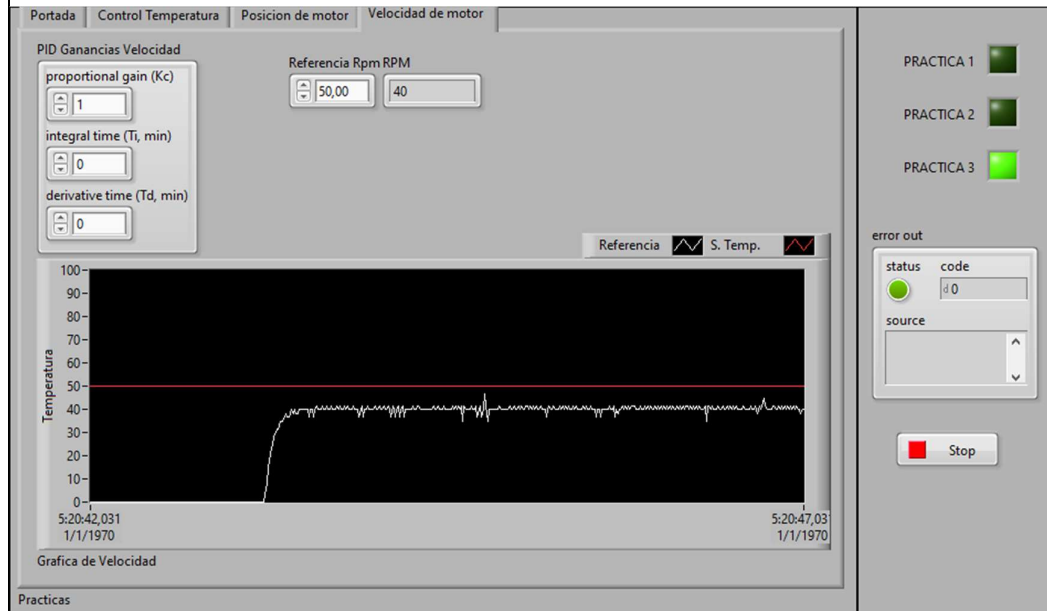 Portada Control Temperatura Posicion de motor Velocidad de motor
PID Ganancias Velocidad
proportional gain (Kc)
1
integral time (Ti, min)
0
derivative time (Td, min)
0
Referencia Rpm RPM
50,00 40
Referencia S. Temp.
Temperatura
100
90
80
70
60
50
40
30
20
10
0
5:20:42,031 5:20:47,03
1/1/1970 1/1/1970
Grafica de Velocidad
Practicas
PRACTICA 1
PRACTICA 2
PRACTICA 3
error out
status code
d 0
source
Stop